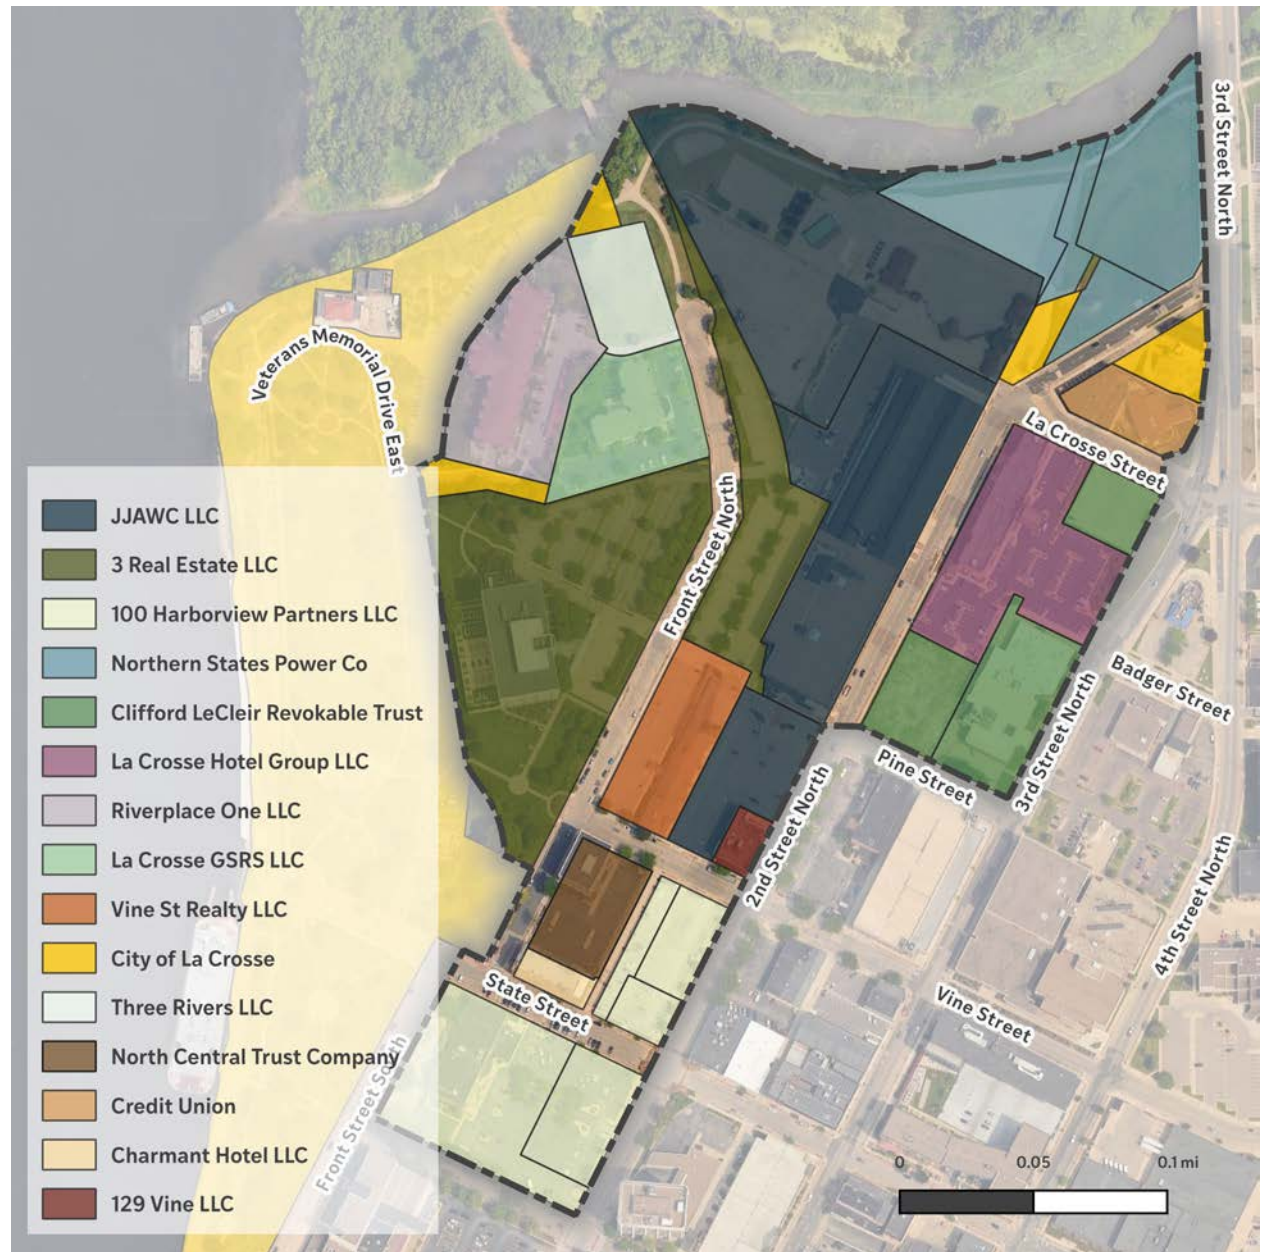 3rd Street North
Veterans Memorial Drive East
La Crosse Street
Front Street North
Badger Street
3rd Street North
Pine Street
2nd Street North
4th Street North
Vine Street
State Street
Front Street South
JJAWC LLC
3 Real Estate LLC
100 Harborview Partners LLC
Northern States Power Co
Clifford LeCleir Revokable Trust
La Crosse Hotel Group LLC
Riverplace One LLC
La Crosse GSRS LLC
Vine St Realty LLC
City of La Crosse
Three Rivers LLC
North Central Trust Company
Credit Union
Charmant Hotel LLC
129 Vine LLC
0 0.05 0.1 mi